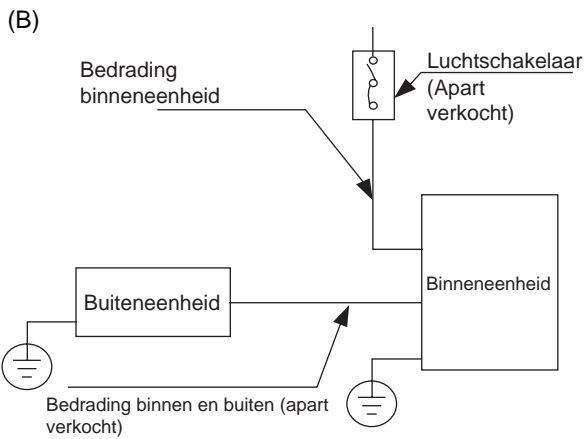 (B)
Bedrading
binneneenheid
Luchtschakelaar
(Apart
verkocht)
Buiteneenheid
Binneneenheid
Bedrading binnen en buiten (apart
verkocht)